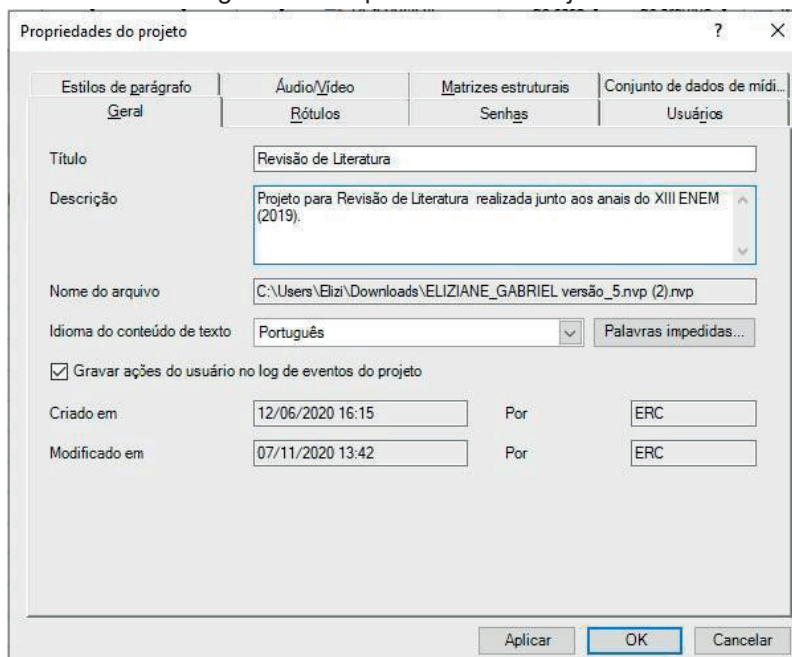 Propriedades do projeto
? X
Estilos de parágrafo Áudio/Vídeo Matrizes estruturais Conjunto de dados de mídi...
Geral Rótulos Senhas Usuários
Título Revisão de Literatura
Descrição Projeto para Revisão de Literatura realizada junto aos anais do XIII ENEM
(2019).
Nome do arquivo C:\Users\Elizi\Downloads\ELIZIANE_GABRIEL versão_5.nvp (2).nvp
Idioma do conteúdo de texto Português Palavras impedidas...
Gravar ações do usuário no log de eventos do projeto
Criado em 12/06/2020 16:15 Por ERC
Modificado em 07/11/2020 13:42 Por ERC
Aplicar OK Cancelar